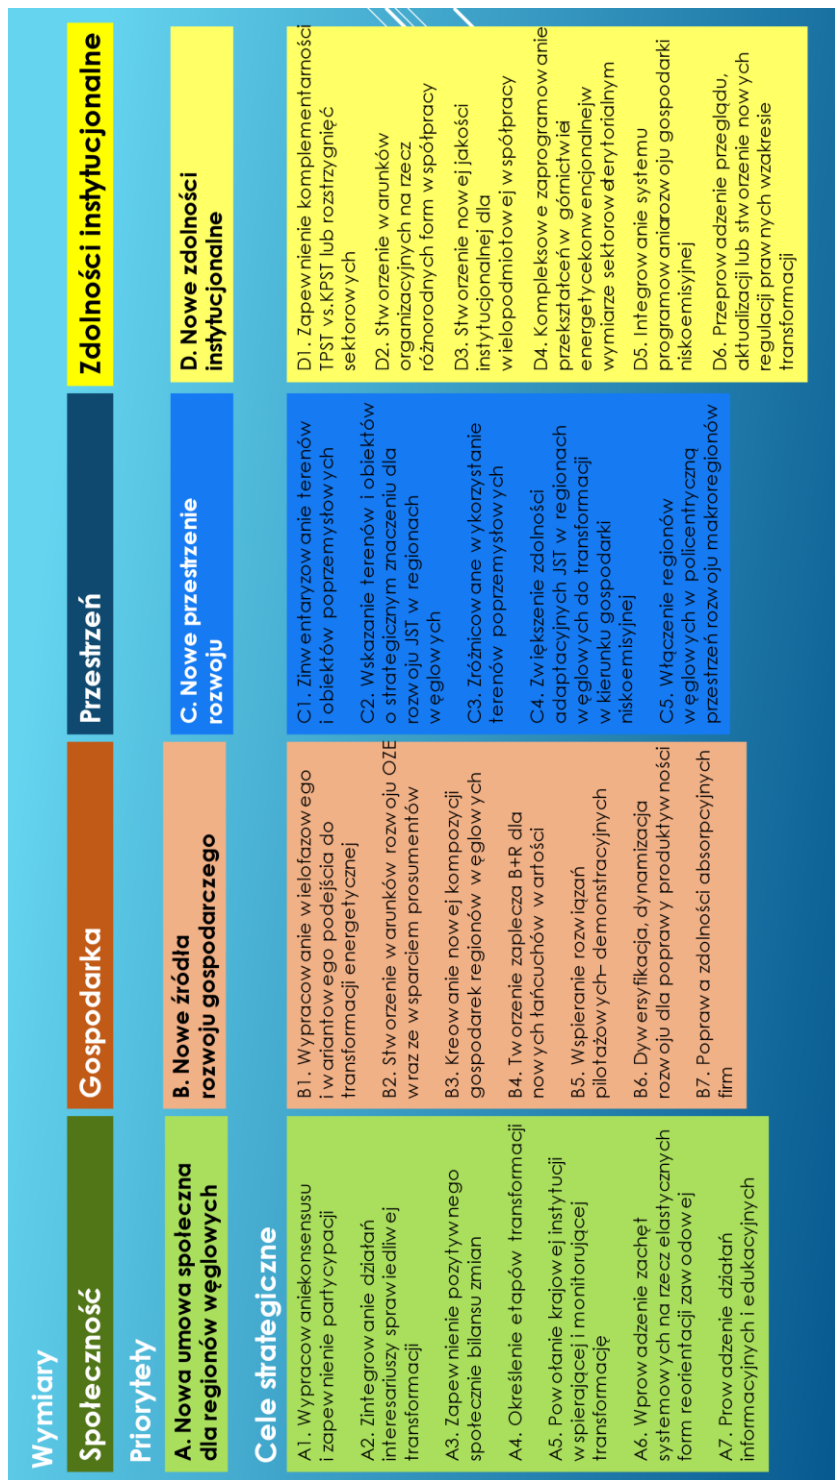 Wymiary
Społeczność
Gospodarka
Przestrzeń
Zdolności instytucjonalne
Priorytety
A. Nowa umowa społeczna
dla regionów węglowych
B. Nowe źródła
rozwoju gospodarczego
C. Nowe przestrzenie
rozwoju
D. Nowe zdolności
instytucjonalne
Cele strategiczne
A1. Wypracowaniekonsensusu
i zapewnienie partycypacji
A2. Zintegrowanie działań
interesariuszy sprawiedliwej
transformacji
A3. Zapewnienie pozytywnego
społecznie bilansu zmian
A4. Określenie etapów transformacji
A5. Powołanie krajowej instytucji
wspierającej i monitorującej
transformację
A6. Wprowadzenie zachęt
systemowych na rzecz elastycznych
form reorientacji zawodowej
A7. Prowadzenie działań
informacyjnych i edukacyjnych
B1. Wypracowanie wielofazowego
i wariantowego podejścia do
transformacji energetycznej
B2. Stworzenie warunków rozwoju OZE
wraz ze wsparciem prosumentów
B3. Kreowanie nowej kompozycji
gospodarek regionów węglowych
B4. Tworzenie zaplecza B+R dla
nowych łańcuchów wartości
B5. Wspieranie rozwiązań
pilotażowych– demonstracyjnych
B6. Dywersyfikacja, dynamizacja
rozwoju dla poprawy produktywności
B7. Poprawa zdolności absorpcyjnych
firm
C1. Zinwentaryzowanie terenów
i obiektów poprzemysłowych
C2. Wskazanie terenów i obiektów
o strategicznym znaczeniu dla
rozwoju JST w regionach
węglowych
C3. Zróżnicowane wykorzystanie
terenów poprzemysłowych
C4. Zwiększenie zdolności
adaptacyjnych JST w regionach
węglowych do transformacji
w kierunku gospodarki
niskoemisyjnej
C5. Włączenie regionów
węglowych w policentryczną
przestrzeń rozwoju makroregionów
D1. Zapewnienie komplementarności
TPST vs.KPST lub rozstrzygnięć
sektorowych
D2. Stworzenie warunków
organizacyjnych na rzecz
różnorodnych form współpracy
D3. Stworzenie nowej jakości
instytucjonalnej dla
wielopodmiotowej współpracy
D4. Kompleksowe zaprogramowanie
przekształceń w górnictwie
energetycekonwencjonalnejw
wymiarze sektorowoterytorialnym
D5. Integrowanie systemu
programowaniarozwoju gospodarki
niskoemisyjnej
D6. Przeprowadzenie przeglądu,
aktualizacji lub stworzenie nowych
regulacji prawnych wzakresie
transformacji